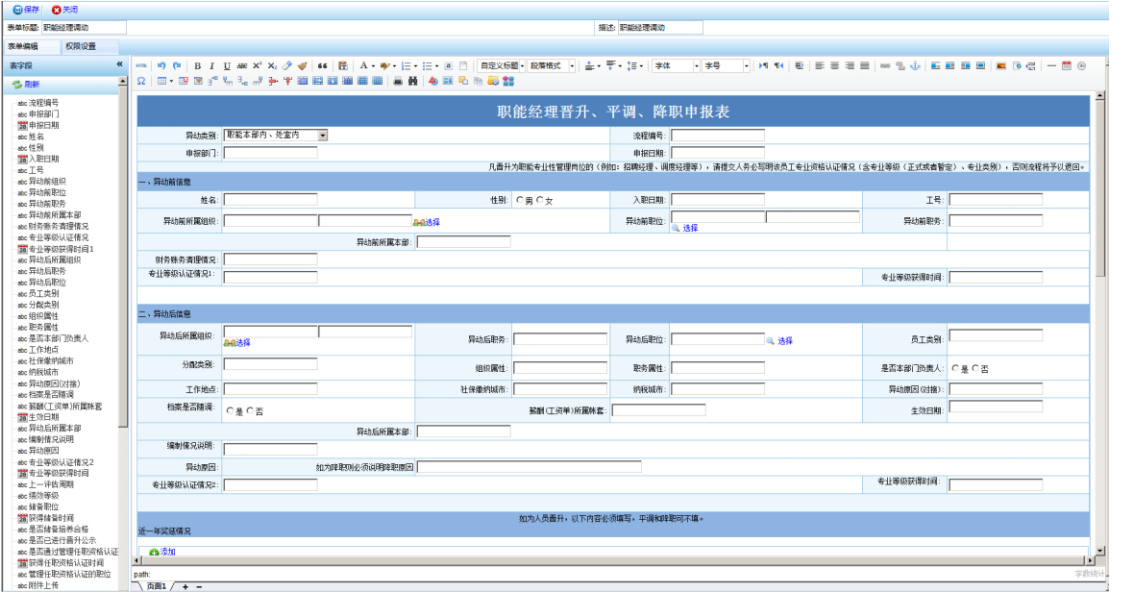 保存 关闭
表单标题: 职能经理调动 描述: 职能经理调动
表单编辑 权限设置
表字段
刷新
abc 流程编号
abc 申报部门
申报日期
abc 姓名
abc 性别
入职日期
abc 工号
abc 异动前组织
abc 异动前职位
abc 异动前职务
abc 异动前所属本部
abc 财务账务清理情况
abc 专业等级认证情况
专业等级获得时间1
abc 异动后所属组织
abc 异动后职务
abc 异动后职位
abc 员工类别
abc 分配类别
abc 组织属性
abc 职务属性
abc 是否本部门负责人
abc 工作地点
abc 社保缴纳城市
abc 纳税城市
abc 异动原因(对接)
abc 档案是否随调
abc 薪酬(工资单)所属帐套
生效日期
abc 异动后所属本部
abc 编制情况说明
abc 异动原因
abc 专业等级认证情况2
专业等级获得时间
abc 上一评估周期
abc 绩效等级
abc 储备职位
获得储备时间
abc 是否储备培养合格
abc 是否已进行晋升公示
abc 是否通过管理任职资格认证
获得任职资格认证时间
abc 管理任职资格认证的职位
abc 附件上传
自定义标题 段落格式 字体 字号
职能经理晋升、平调、降职申报表
异动类别: 职能本部内、处室内 流程编号:
申报部门: 申报日期:
凡晋升为职能专业性管理岗位的（例如：招聘经理、调度经理等），请提交人务必写明该员工专业资格认证情况（含专业等级（正式或者暂定）、专业类别），否则流程将予以退回。
一、异动前信息
姓名: 性别: 男 女 入职日期: 工号:
异动前所属组织: 选择 异动前职位: 选择 异动前职务:
异动前所属本部:
财务账务清理情况:
专业等级认证情况1: 专业等级获得时间:
二、异动后信息
异动后所属组织: 选择 异动后职务: 异动后职位: 选择 员工类别:
分配类别: 组织属性: 职务属性: 是否本部门负责人: 是 否
工作地点: 社保缴纳城市: 纳税城市: 异动原因(对接):
档案是否随调: 是 否 薪酬(工资单)所属帐套: 生效日期:
异动后所属本部:
编制情况说明:
异动原因: 如为降职则必须说明降职原因
专业等级认证情况2: 专业等级获得时间:
如为人员晋升，以下内容必须填写，平调和降职可不填。
近一年奖惩情况
添加
path: 字数统计
页面1